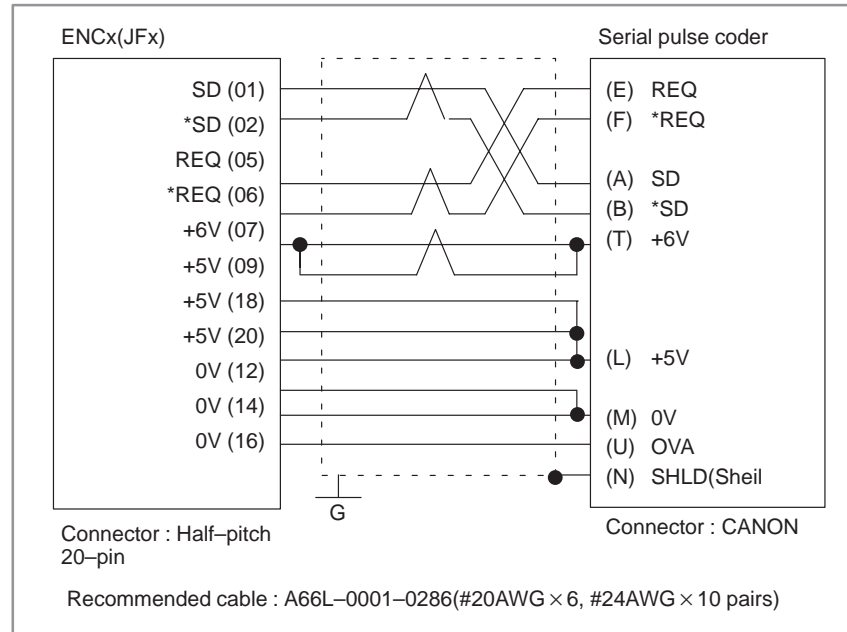 ENCx(JFx)
Serial pulse coder
SD (01)
*SD (02)
REQ (05)
*REQ (06)
+6V (07)
+5V (09)
+5V (18)
+5V (20)
0V (12)
0V (14)
0V (16)
(E) REQ
(F) *REQ
(A) SD
(B) *SD
(T) +6V
(L) +5V
(M) 0V
(U) OVA
(N) SHLD(Sheil
G
Connector : Half–pitch
20–pin
Connector : CANON
Recommended cable : A66L–0001–0286(#20AWG × 6, #24AWG × 10 pairs)